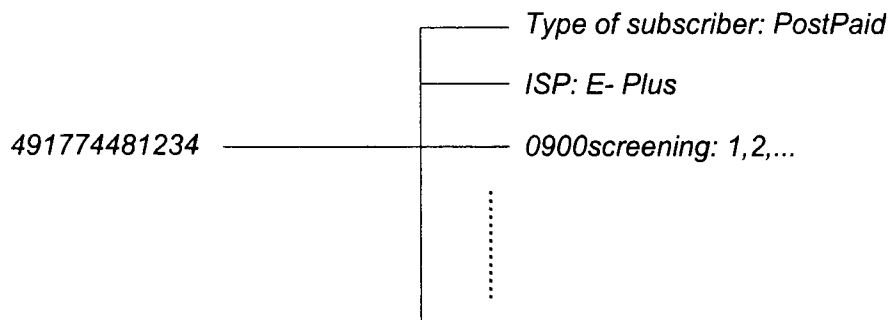 Type of subscriber: PostPaid
ISP: E- Plus
491774481234
0900screening: 1,2,...